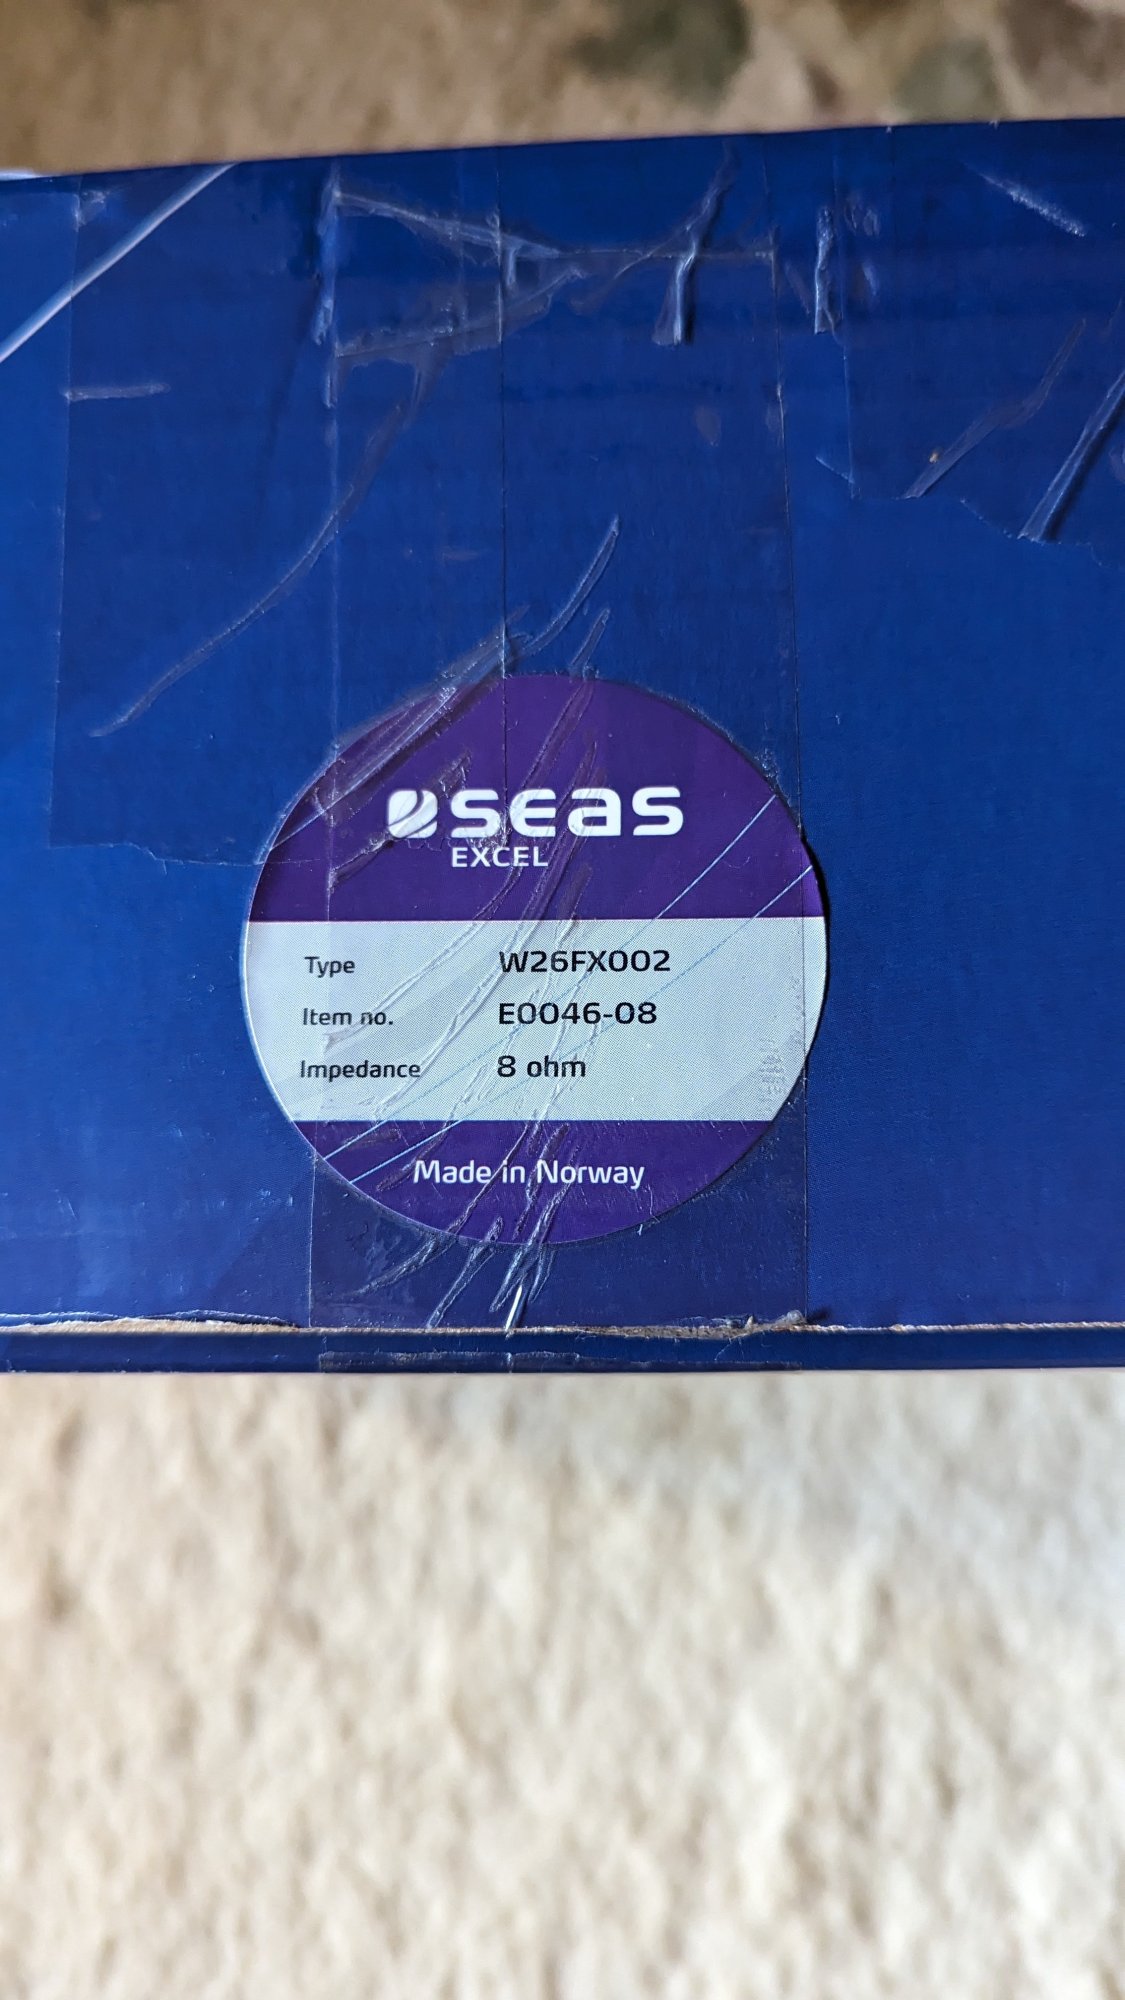 seas
EXCEL
Type W26FX002
Item no. E0046-08
Impedance 8 ohm
Made in Norway